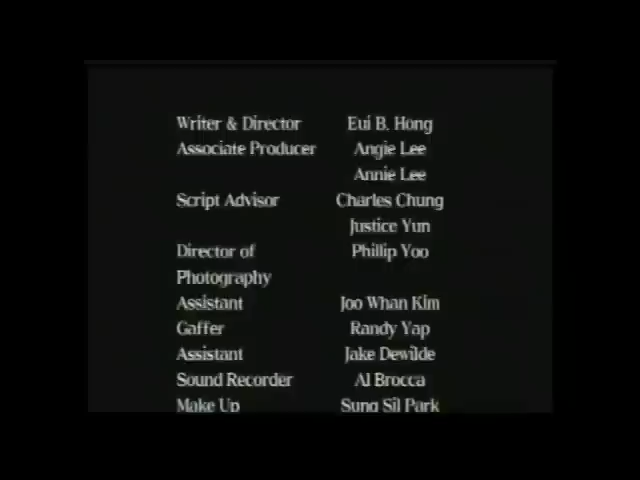 Writer & Director Eui B. Hong
Associate Producer Angie Lee
Annie Lee
Script Advisor Charles Chung
Justice Yun
Director of Phillip Yoo
Photography
Assistant Joo Whan Kim
Gaffer Randy Yap
Assistant Jake Dewilde
Sound Recorder Al Brocca
Make Up Sung Sil Park